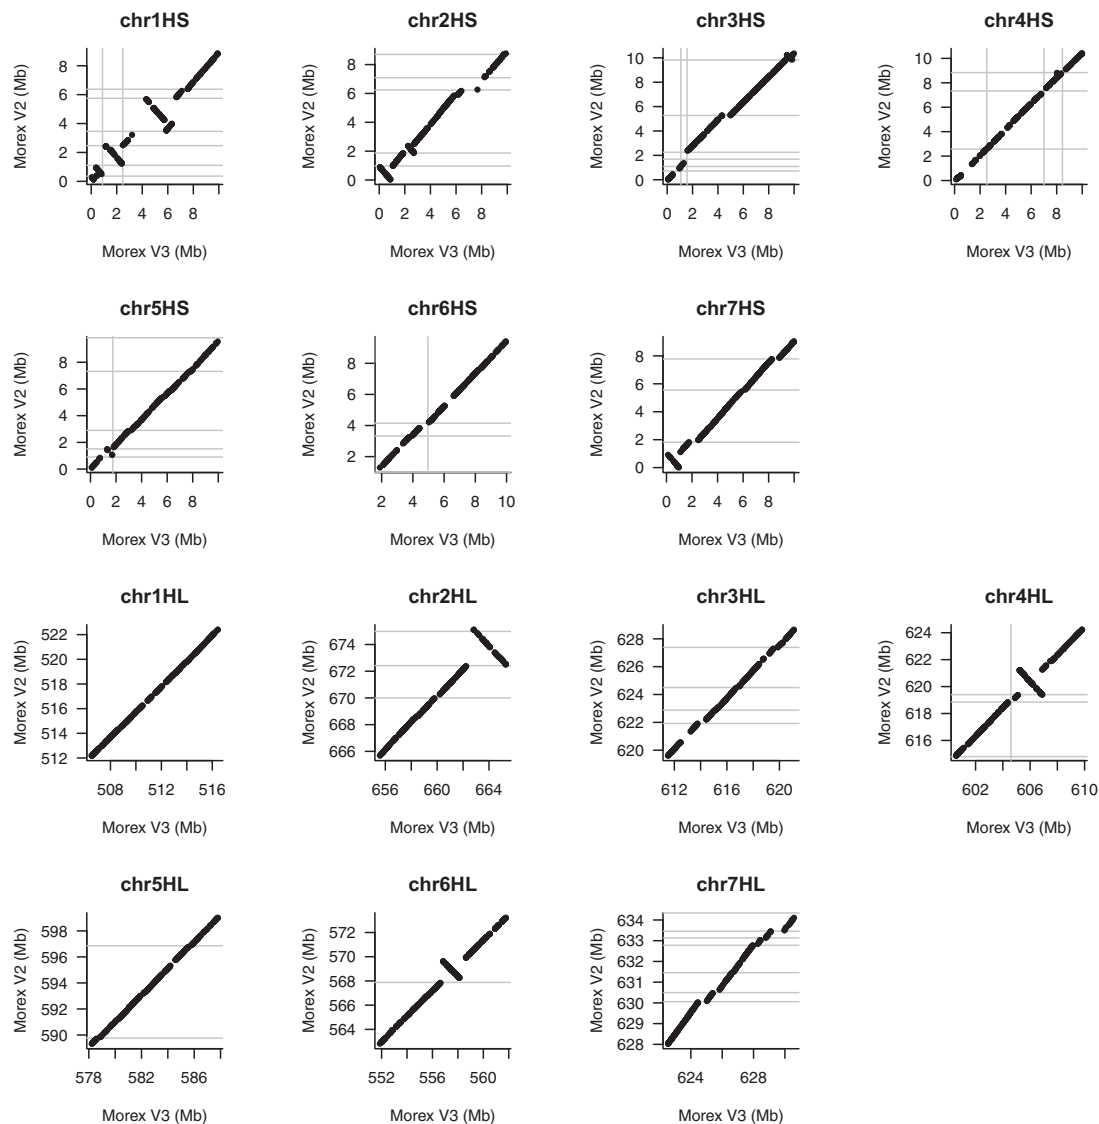 chr1HS chr2HS chr3HS chr4HS
Morex V2 (Mb) 0 2 4 6 8
0 2 4 6 8
Morex V3 (Mb)
Morex V2 (Mb) 0 2 4 6 8
0 2 4 6 8
Morex V3 (Mb)
Morex V2 (Mb) 0 2 4 6 8 10
0 2 4 6 8
Morex V3 (Mb)
Morex V2 (Mb) 0 2 4 6 8 10
0 2 4 6 8
Morex V3 (Mb)
chr5HS chr6HS chr7HS
Morex V2 (Mb) 0 2 4 6 8
0 2 4 6 8
Morex V3 (Mb)
Morex V2 (Mb) 2 4 6 8
2 4 6 8 10
Morex V3 (Mb)
Morex V2 (Mb) 0 2 4 6 8
0 2 4 6 8
Morex V3 (Mb)
chr1HL chr2HL chr3HL chr4HL
Morex V2 (Mb) 512 514 516 518 520 522
508 512 516
Morex V3 (Mb)
Morex V2 (Mb) 666 668 670 672 674
656 660 664
Morex V3 (Mb)
Morex V2 (Mb) 620 622 624 626 628
612 616 620
Morex V3 (Mb)
Morex V2 (Mb) 616 618 620 622 624
602 606 610
Morex V3 (Mb)
chr5HL chr6HL chr7HL
Morex V2 (Mb) 590 592 594 596 598
578 582 586
Morex V3 (Mb)
Morex V2 (Mb) 564 566 568 570 572
552 556 560
Morex V3 (Mb)
Morex V2 (Mb) 628 629 630 631 632 633 634
624 628
Morex V3 (Mb)